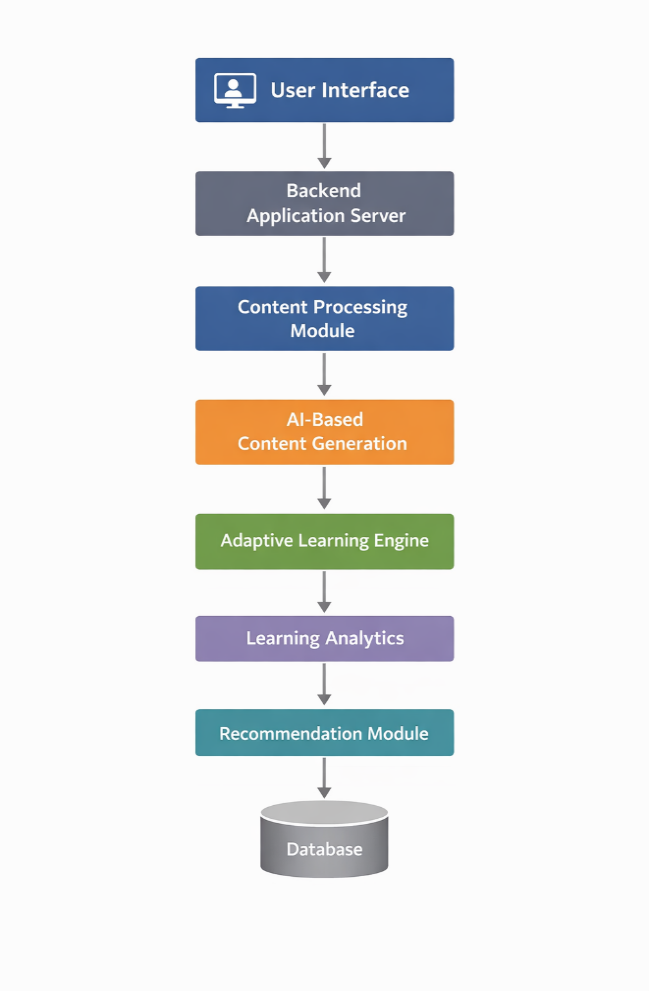 User Interface
Backend
Application Server
Content Processing
Module
AI-Based
Content Generation
Adaptive Learning Engine
Learning Analytics
Recommendation Module
Database